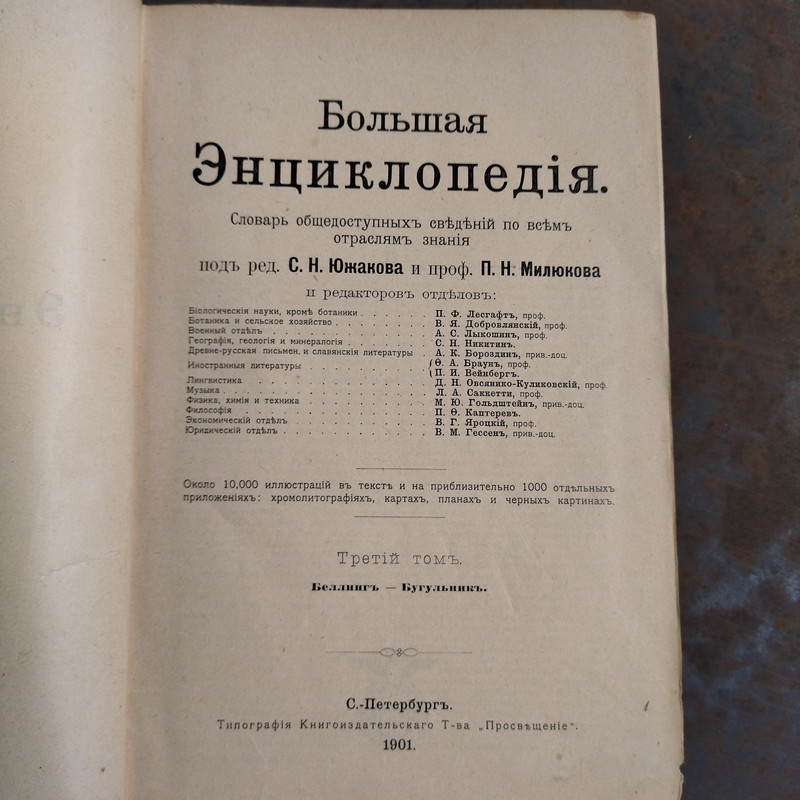 Большая
Энциклопедія.
Словарь общедоступныхъ свѣдѣній по всѣмъ
отраслямъ знанія
подъ ред. С. Н. Южакова и проф. П. Н. Милюкова
и редакторовъ отдѣловъ:
Біологическія науки, кромѣ ботаники . . . . . . П. Ф. Лесгафтъ, проф.
Ботаника и сельское хозяйство . . . . . . . . В. Я. Добровлянскій, проф.
Военный отдѣлъ . . . . . . . . . . . . . А. С. Лыкошинъ, проф.
Географія, геологія и минералогія . . . . . . . С. Н. Никитинъ.
Древне-русская письмен. и славянскія литературы . А. К. Бороздинъ, прив.-доц.
Иностранныя литературы . . . . . . . . . . { Ѳ. А. Браунъ, проф.
{ П. И. Вейнбергъ.
Лингвистика . . . . . . . . . . . . . . Д. Н. Овсянико-Куликовскій, проф.
Музыка . . . . . . . . . . . . . . . . Л. А. Саккетти, проф.
Физика, химія и техника . . . . . . . . . . М. Ю. Гольдштейнъ, прив.-доц.
Философія . . . . . . . . . . . . . . . П. Ѳ. Каптеревъ.
Экономическій отдѣлъ . . . . . . . . . . . В. Г. Яроцкій, проф.
Юридическій отдѣлъ . . . . . . . . . . . . В. М. Гессенъ, прив.-доц.
Около 10,000 иллюстрацій въ текстѣ и на приблизительно 1000 отдѣльныхъ
приложеніяхъ: хромолитографіяхъ, картахъ, планахъ и черныхъ картинахъ.
Третій томъ.
Беллингъ — Бугульникъ.
С.-Петербургъ.
Типографія Книгоиздательскаго Т-ва „Просвѣщеніе".
1901.